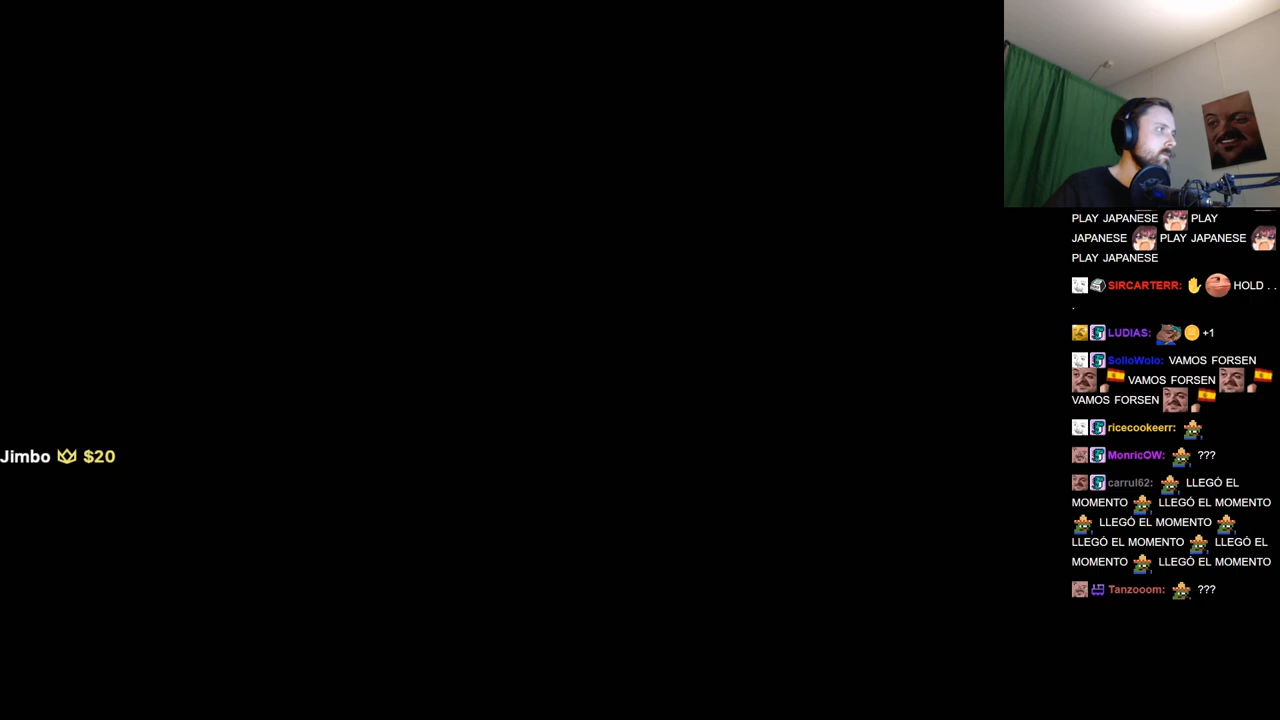 PLAY JAPANESE PLAY
JAPANESE PLAY JAPANESE
PLAY JAPANESE
SIRCARTERR: HOLD . .
.
LUDIAS: +1
SolloWolo: VAMOS FORSEN
VAMOS FORSEN
VAMOS FORSEN
ricecookeerr:
MonricOW: ???
carrul62: LLEGÓ EL
MOMENTO LLEGÓ EL MOMENTO
LLEGÓ EL MOMENTO
LLEGÓ EL MOMENTO LLEGÓ EL
MOMENTO LLEGÓ EL MOMENTO
Tanzooom: ???
Jimbo $20